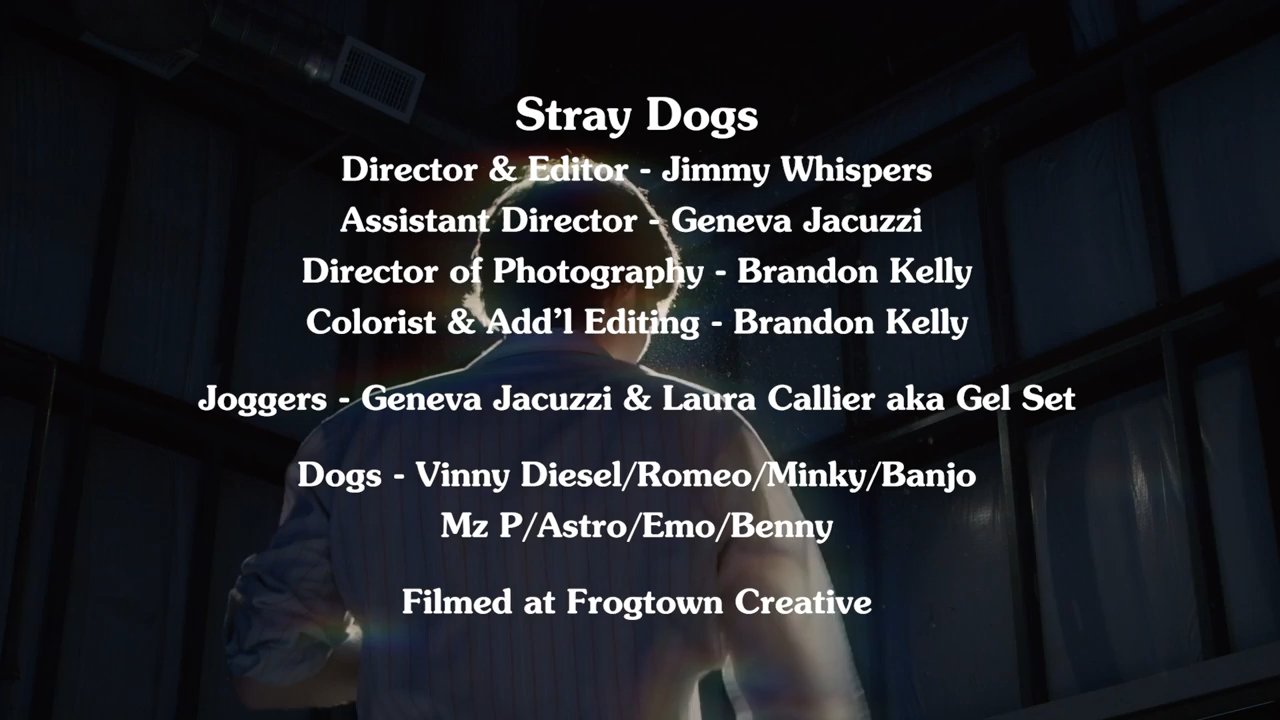 Stray Dogs
Director & Editor - Jimmy Whispers
Assistant Director - Geneva Jacuzzi
Director of Photography - Brandon Kelly
Colorist & Add’l Editing - Brandon Kelly
Joggers - Geneva Jacuzzi & Laura Callier aka Gel Set
Dogs - Vinny Diesel/Romeo/Minky/Banjo
Mz P/Astro/Emo/Benny
Filmed at Frogtown Creative